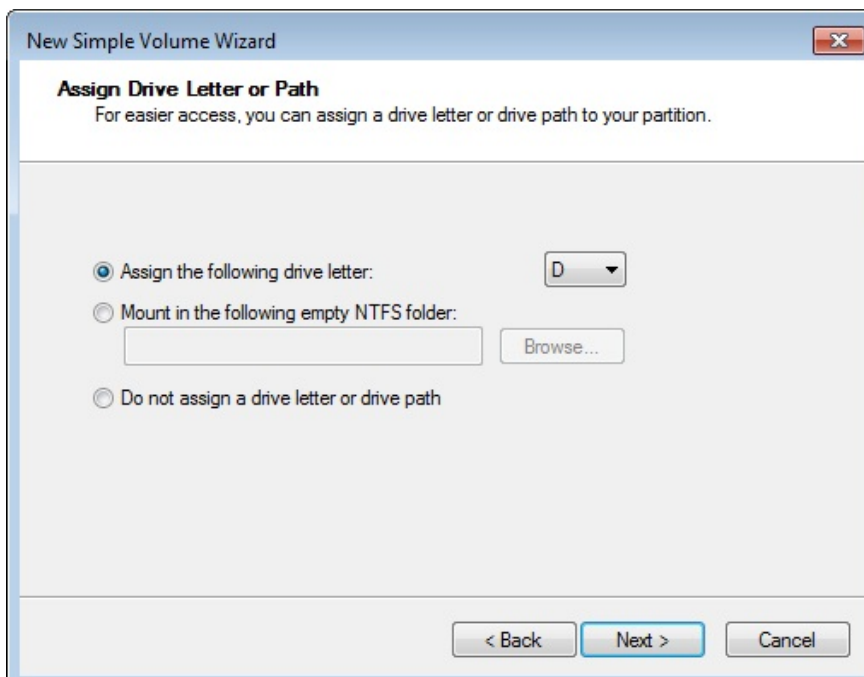 New Simple Volume Wizard
Assign Drive Letter or Path
For easier access, you can assign a drive letter or drive path to your partition.
Assign the following drive letter: D
Mount in the following empty NTFS folder:
Browse...
Do not assign a drive letter or drive path
< Back Next > Cancel